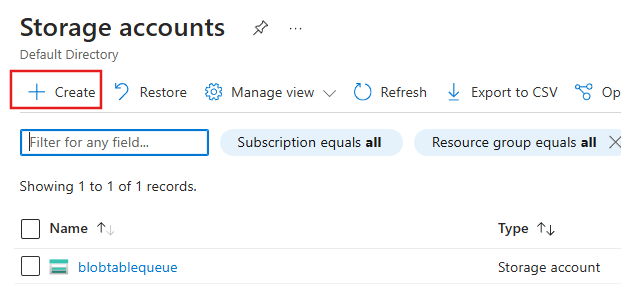 Storage accounts
Default Directory
Create Restore Manage view Refresh Export to CSV Op
Filter for any field... Subscription equals all Resource group equals all
Showing 1 to 1 of 1 records.
Name Type
blobtablequeue Storage account